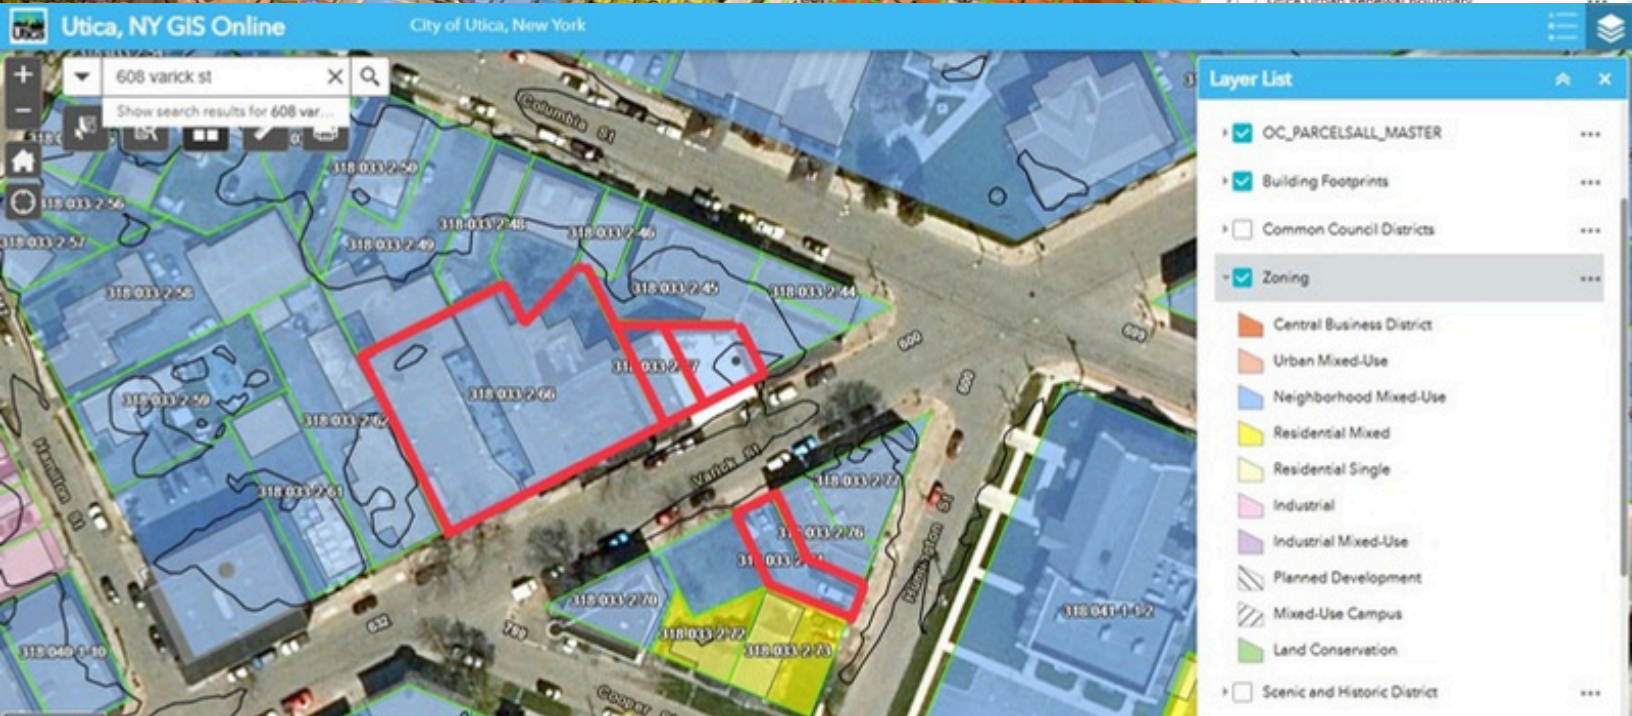 Utica, NY GIS Online
City of Utica, New York
608 varick st
Show search results for 608 var...
Layer List
OC_PARCELSALL_MASTER
Building Footprints
Common Council Districts
Zoning
Central Business District
Urban Mixed-Use
Neighborhood Mixed-Use
Residential Mixed
Residential Single
Industrial
Industrial Mixed-Use
Planned Development
Mixed-Use Campus
Land Conservation
Scenic and Historic District
Columbia St
318.033-2-50
318.033-2-56
318.033-2-57
318.033-2-48
318.033-2-46
318.033-2-49
318.033-2-58
318.033-2-45
318.033-2-44
600
699
318.033-2-59
318.033-2-66
318.033-2-62
600
Hamilton St
Varick St
318.033-2-61
318.033-2-77
318.033-2-76
Huntington St
318.033-2-70
318.041-1-1.2
632
799
318.033-2-72
318.033-2-73
318.040-1-10
Cooper